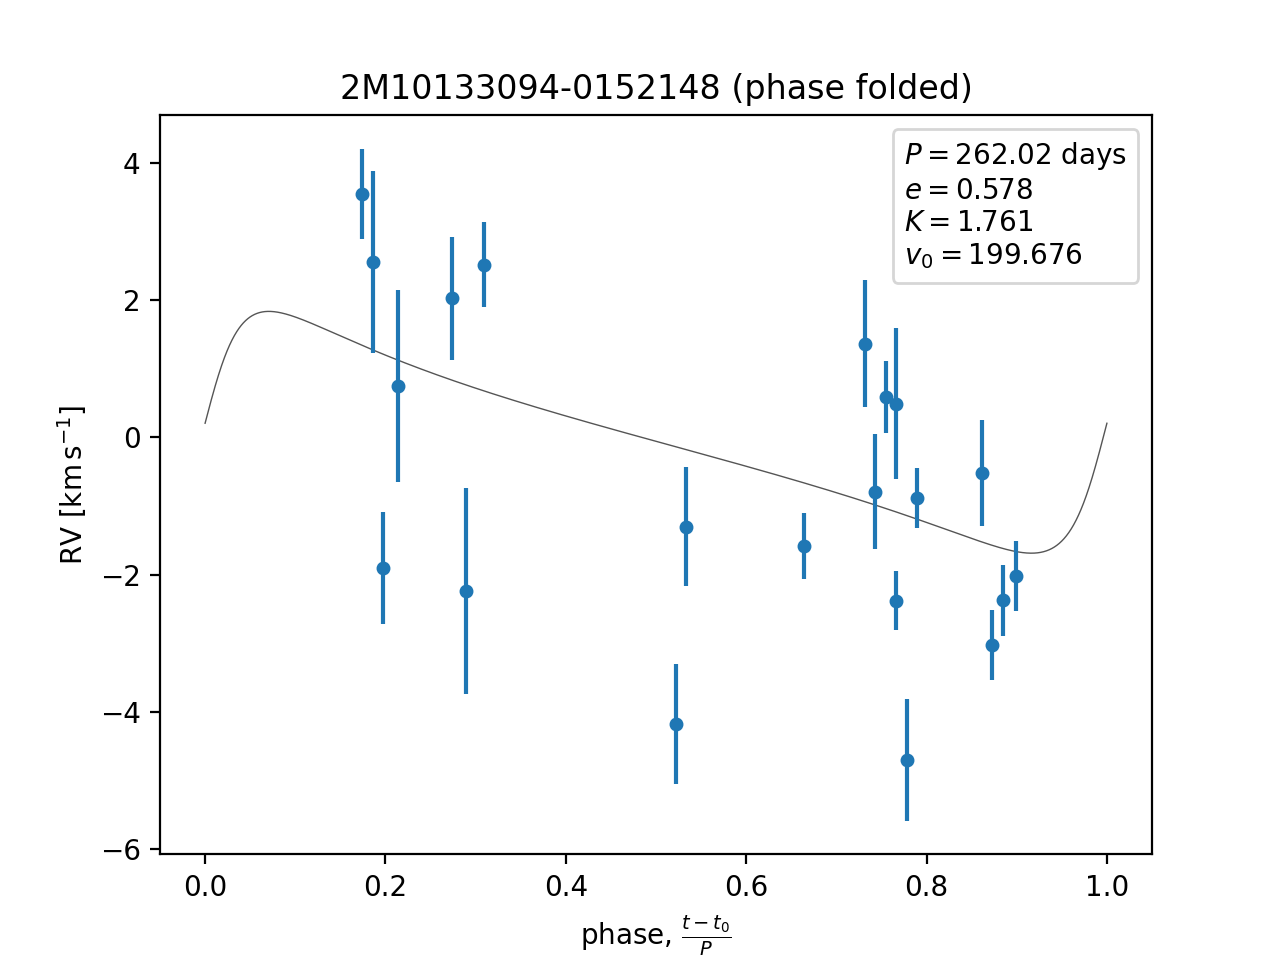 2M10133094-0152148 (phase folded)
P = 262.02 days
e = 0.578
K = 1.761
v₀ = 199.676
RV [km s⁻¹]
4
2
0
−2
−4
−6
0.0 0.2 0.4 0.6 0.8 1.0
phase, (t − t₀)/P